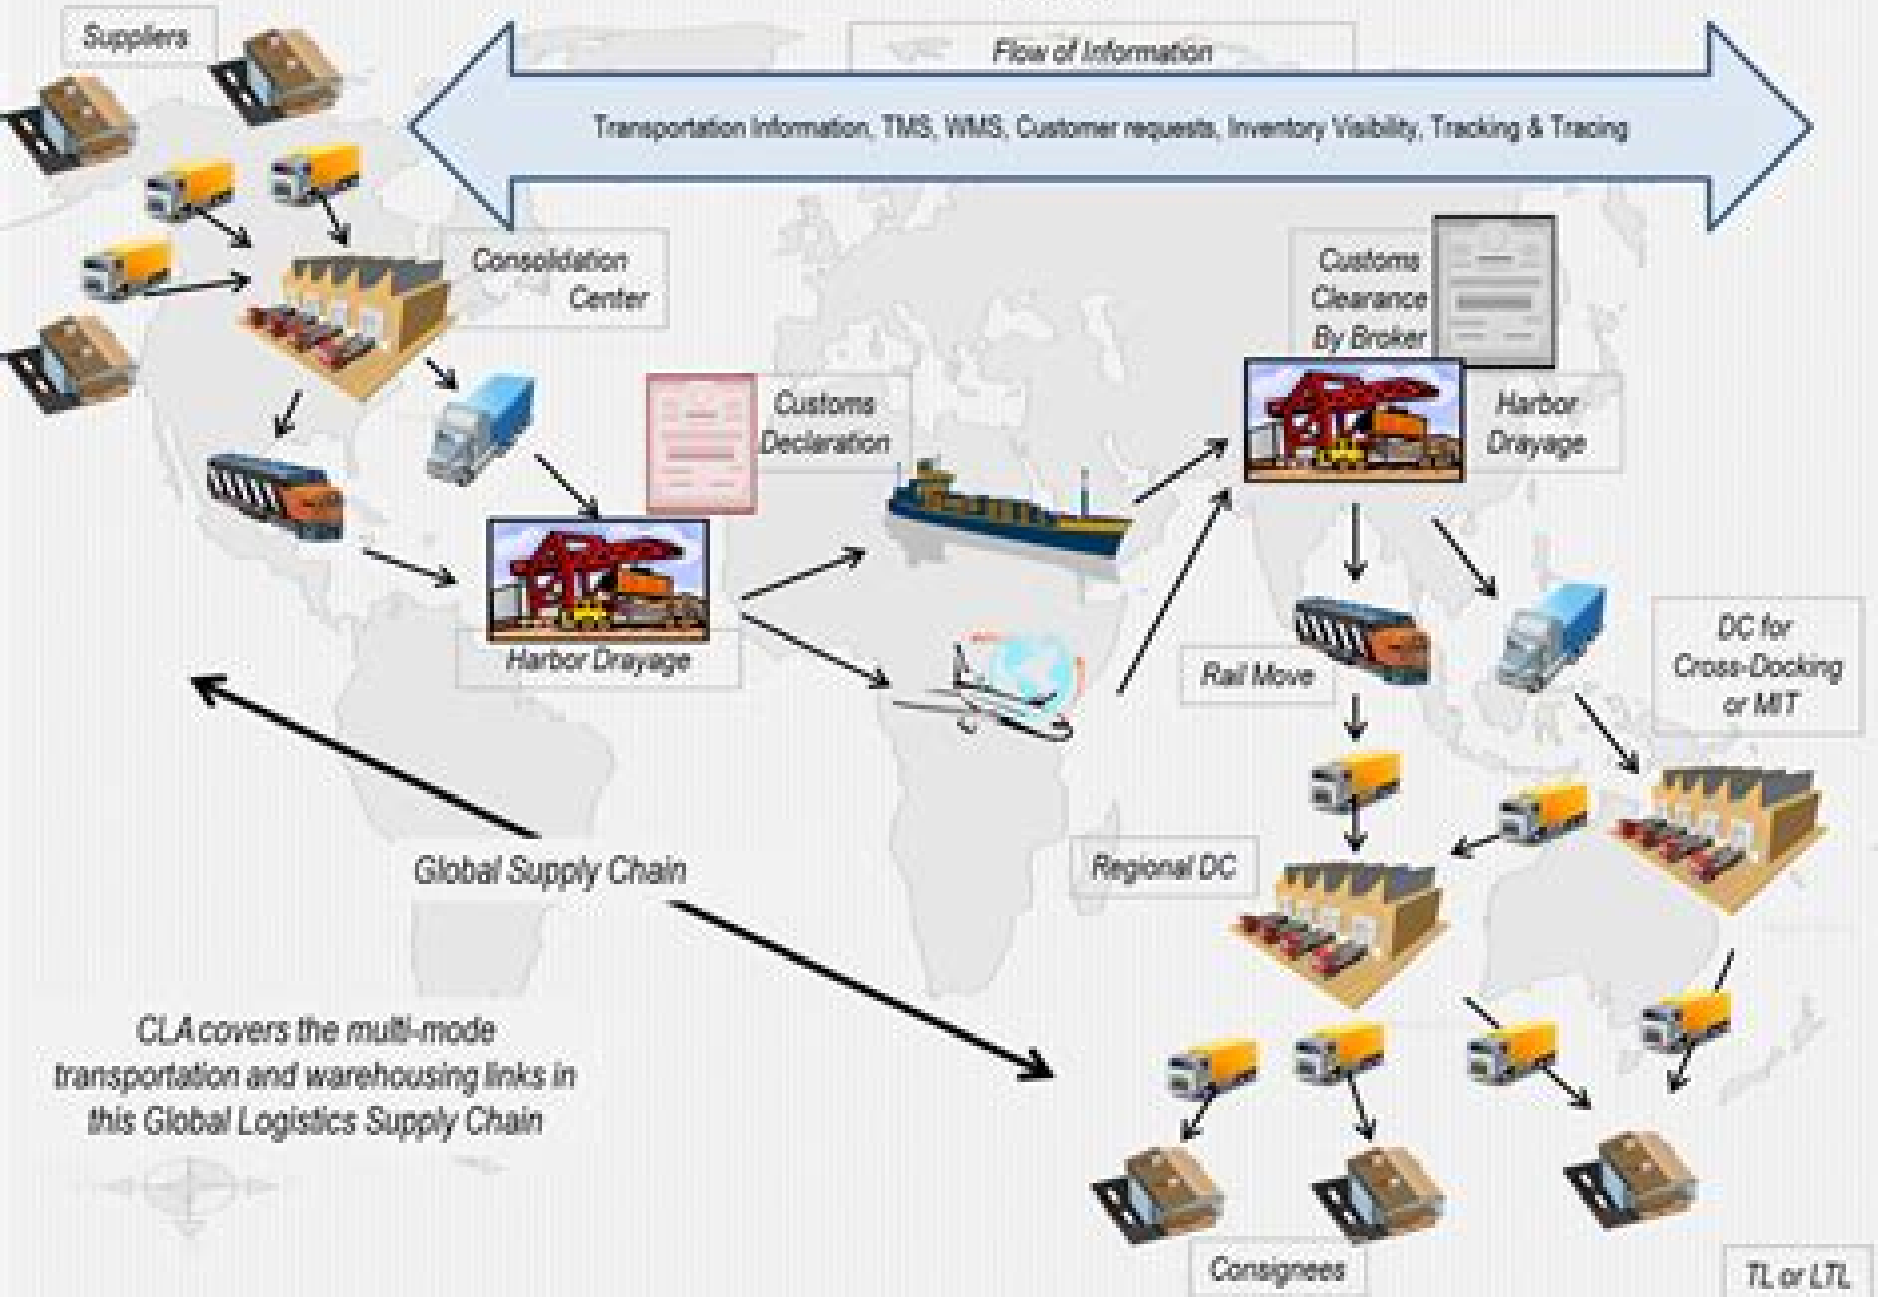 Suppliers
Flow of Information
Transportation Information, TMS, WMS, Customer requests, Inventory Visibility, Tracking & Tracing
Consolidation
Center
Customs
Clearance
By Broker
Customs
Declaration
Harbor
Drayage
Harbor Drayage
Rail Move
DC for
Cross-Docking
or MIT
Global Supply Chain
Regional DC
CLA covers the multi-mode
transportation and warehousing links in
this Global Logistics Supply Chain
Consignees
TL or LTL